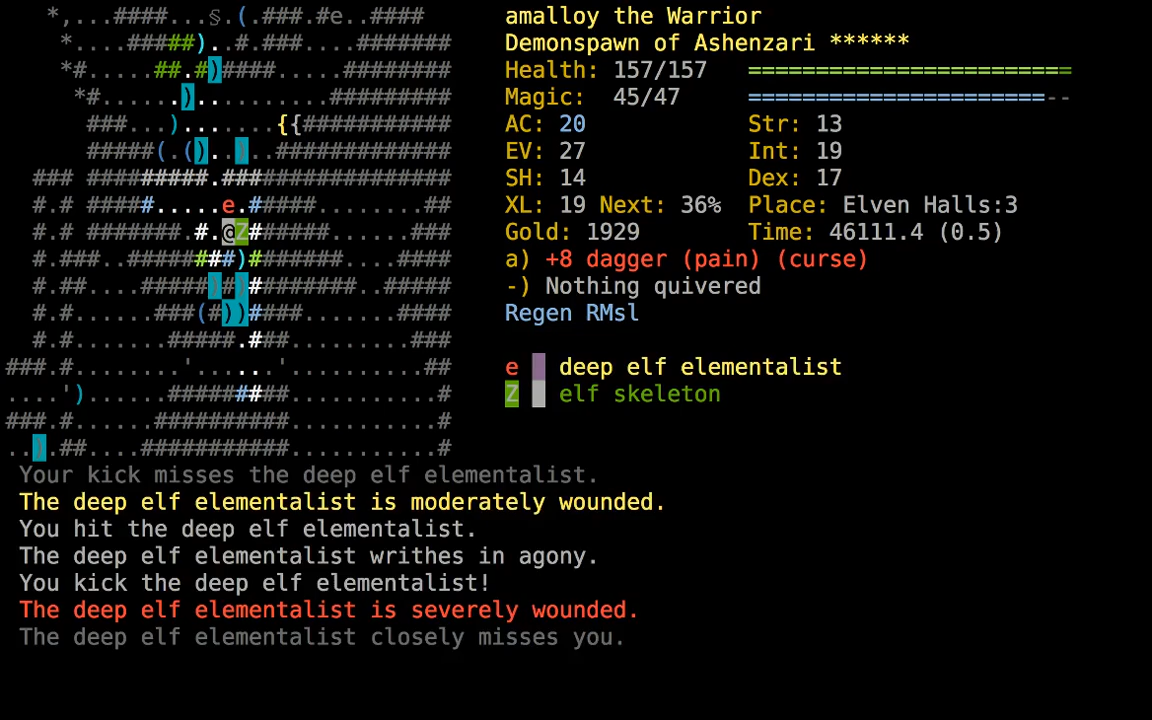 *,...####...§.(.###.#e..####
*....#####)..#.###....#######
*#....##.#)####.....########
*#......)..........#########
###...).......{{###########
#####(.().. )..#############
### #### #####.###################
#.# ####.....e.#####........##
#.# #######.#.@Z######......###
#.###..########)#######....####
#.##....#####)#)########..#####
#.#.....###(#))####......####
#.#.......#####.###.........###
###.#........'.....'..........##
....')......#########...........#
###.#......###########..........#
..).##....###########..........#
amalloy the Warrior
Demonspawn of Ashenzari ******
Health: 157/157 ========================
Magic: 45/47 ======================--
AC: 20 Str: 13
EV: 27 Int: 19
SH: 14 Dex: 17
XL: 19 Next: 36% Place: Elven Halls:3
Gold: 1929 Time: 46111.4 (0.5)
a) +8 dagger (pain) (curse)
-) Nothing quivered
Regen RMsl
e deep elf elementalist
Z elf skeleton
Your kick misses the deep elf elementalist.
The deep elf elementalist is moderately wounded.
You hit the deep elf elementalist.
The deep elf elementalist writhes in agony.
You kick the deep elf elementalist!
The deep elf elementalist is severely wounded.
The deep elf elementalist closely misses you.